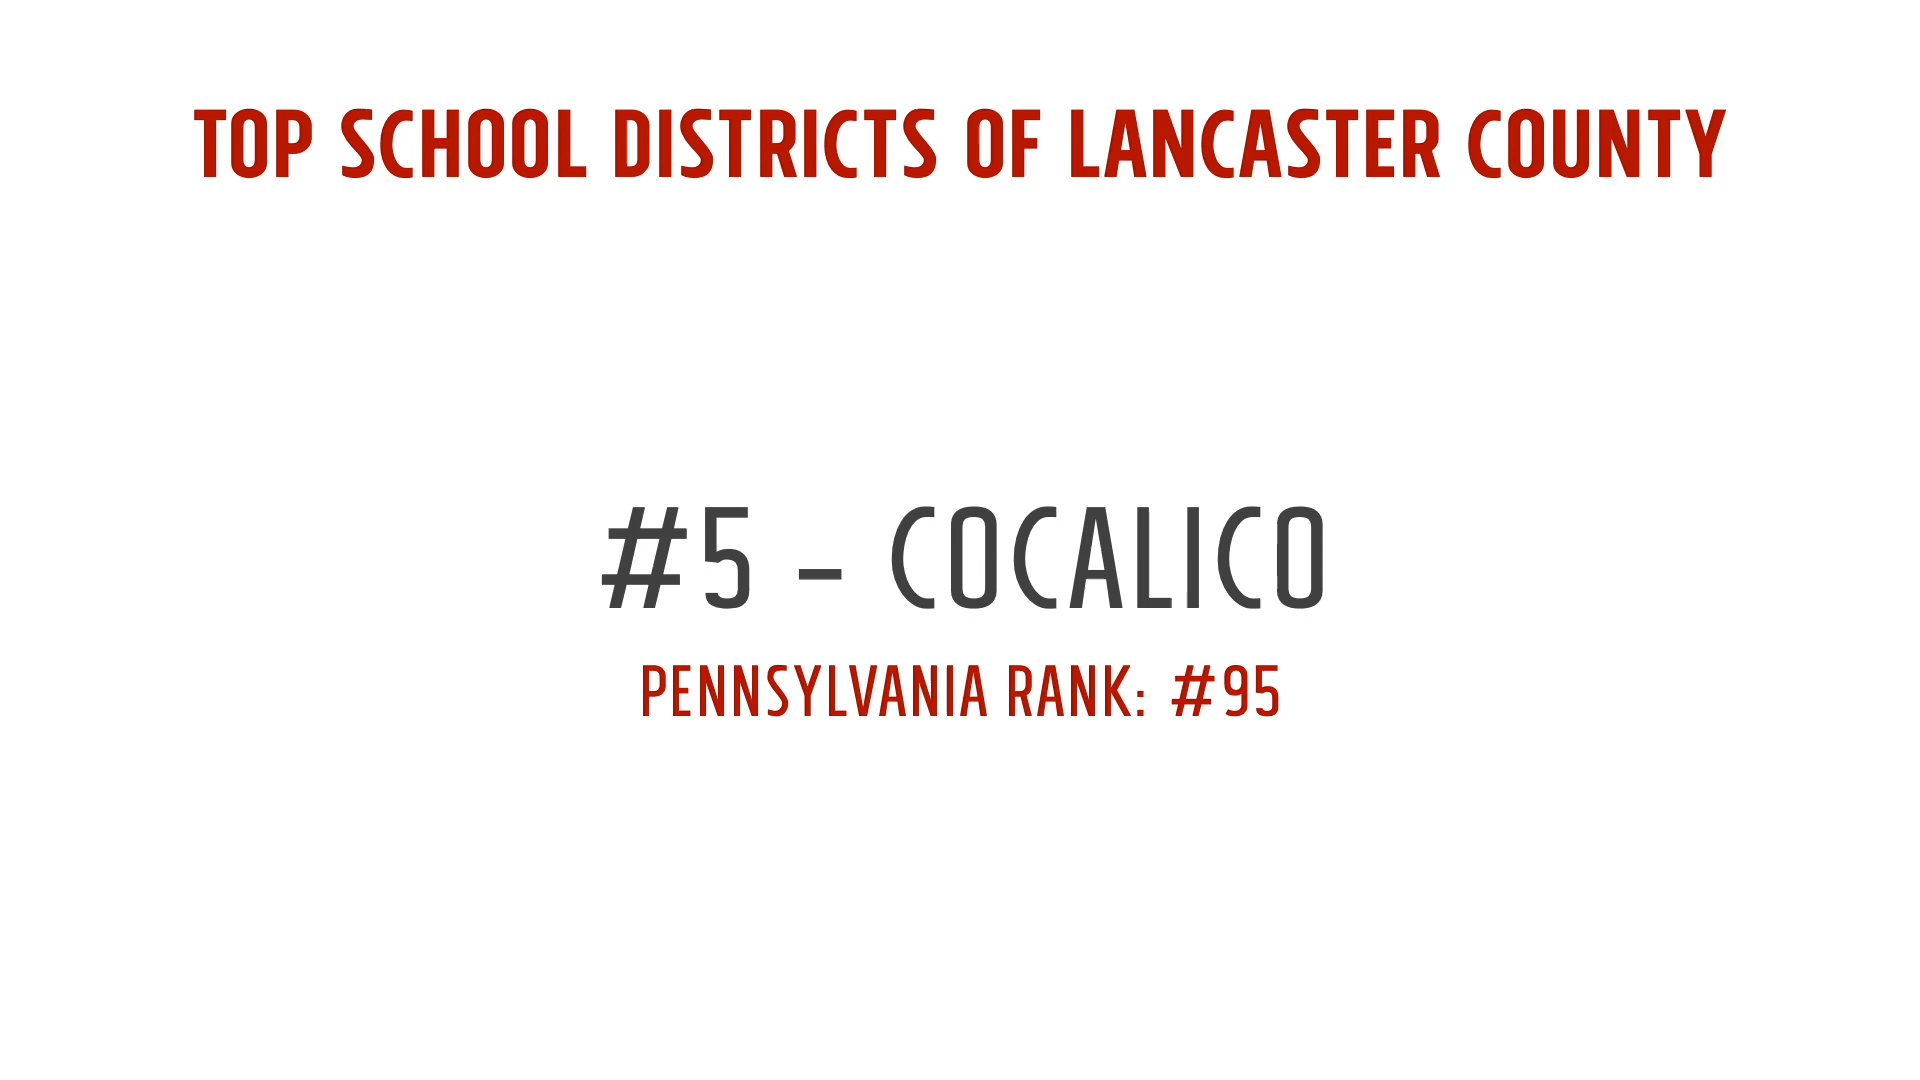 TOP SCHOOL DISTRICTS OF LANCASTER COUNTY
#5 - COCALICO
PENNSYLVANIA RANK: #95